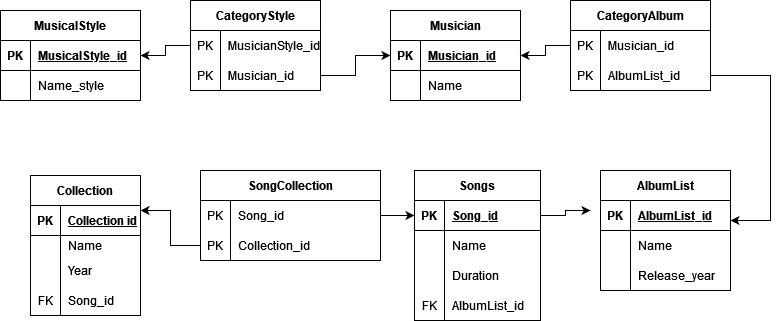 MusicalStyle
PK MusicalStyle_id
Name_style
CategoryStyle
PK MusicianStyle_id
PK Musician_id
Musician
PK Musician_id
Name
CategoryAlbum
PK Musician_id
PK AlbumList_id
Collection
PK Collection id
Name
Year
FK Song_id
SongCollection
PK Song_id
PK Collection_id
Songs
PK Song_id
Name
Duration
FK AlbumList_id
AlbumList
PK AlbumList_id
Name
Release_year